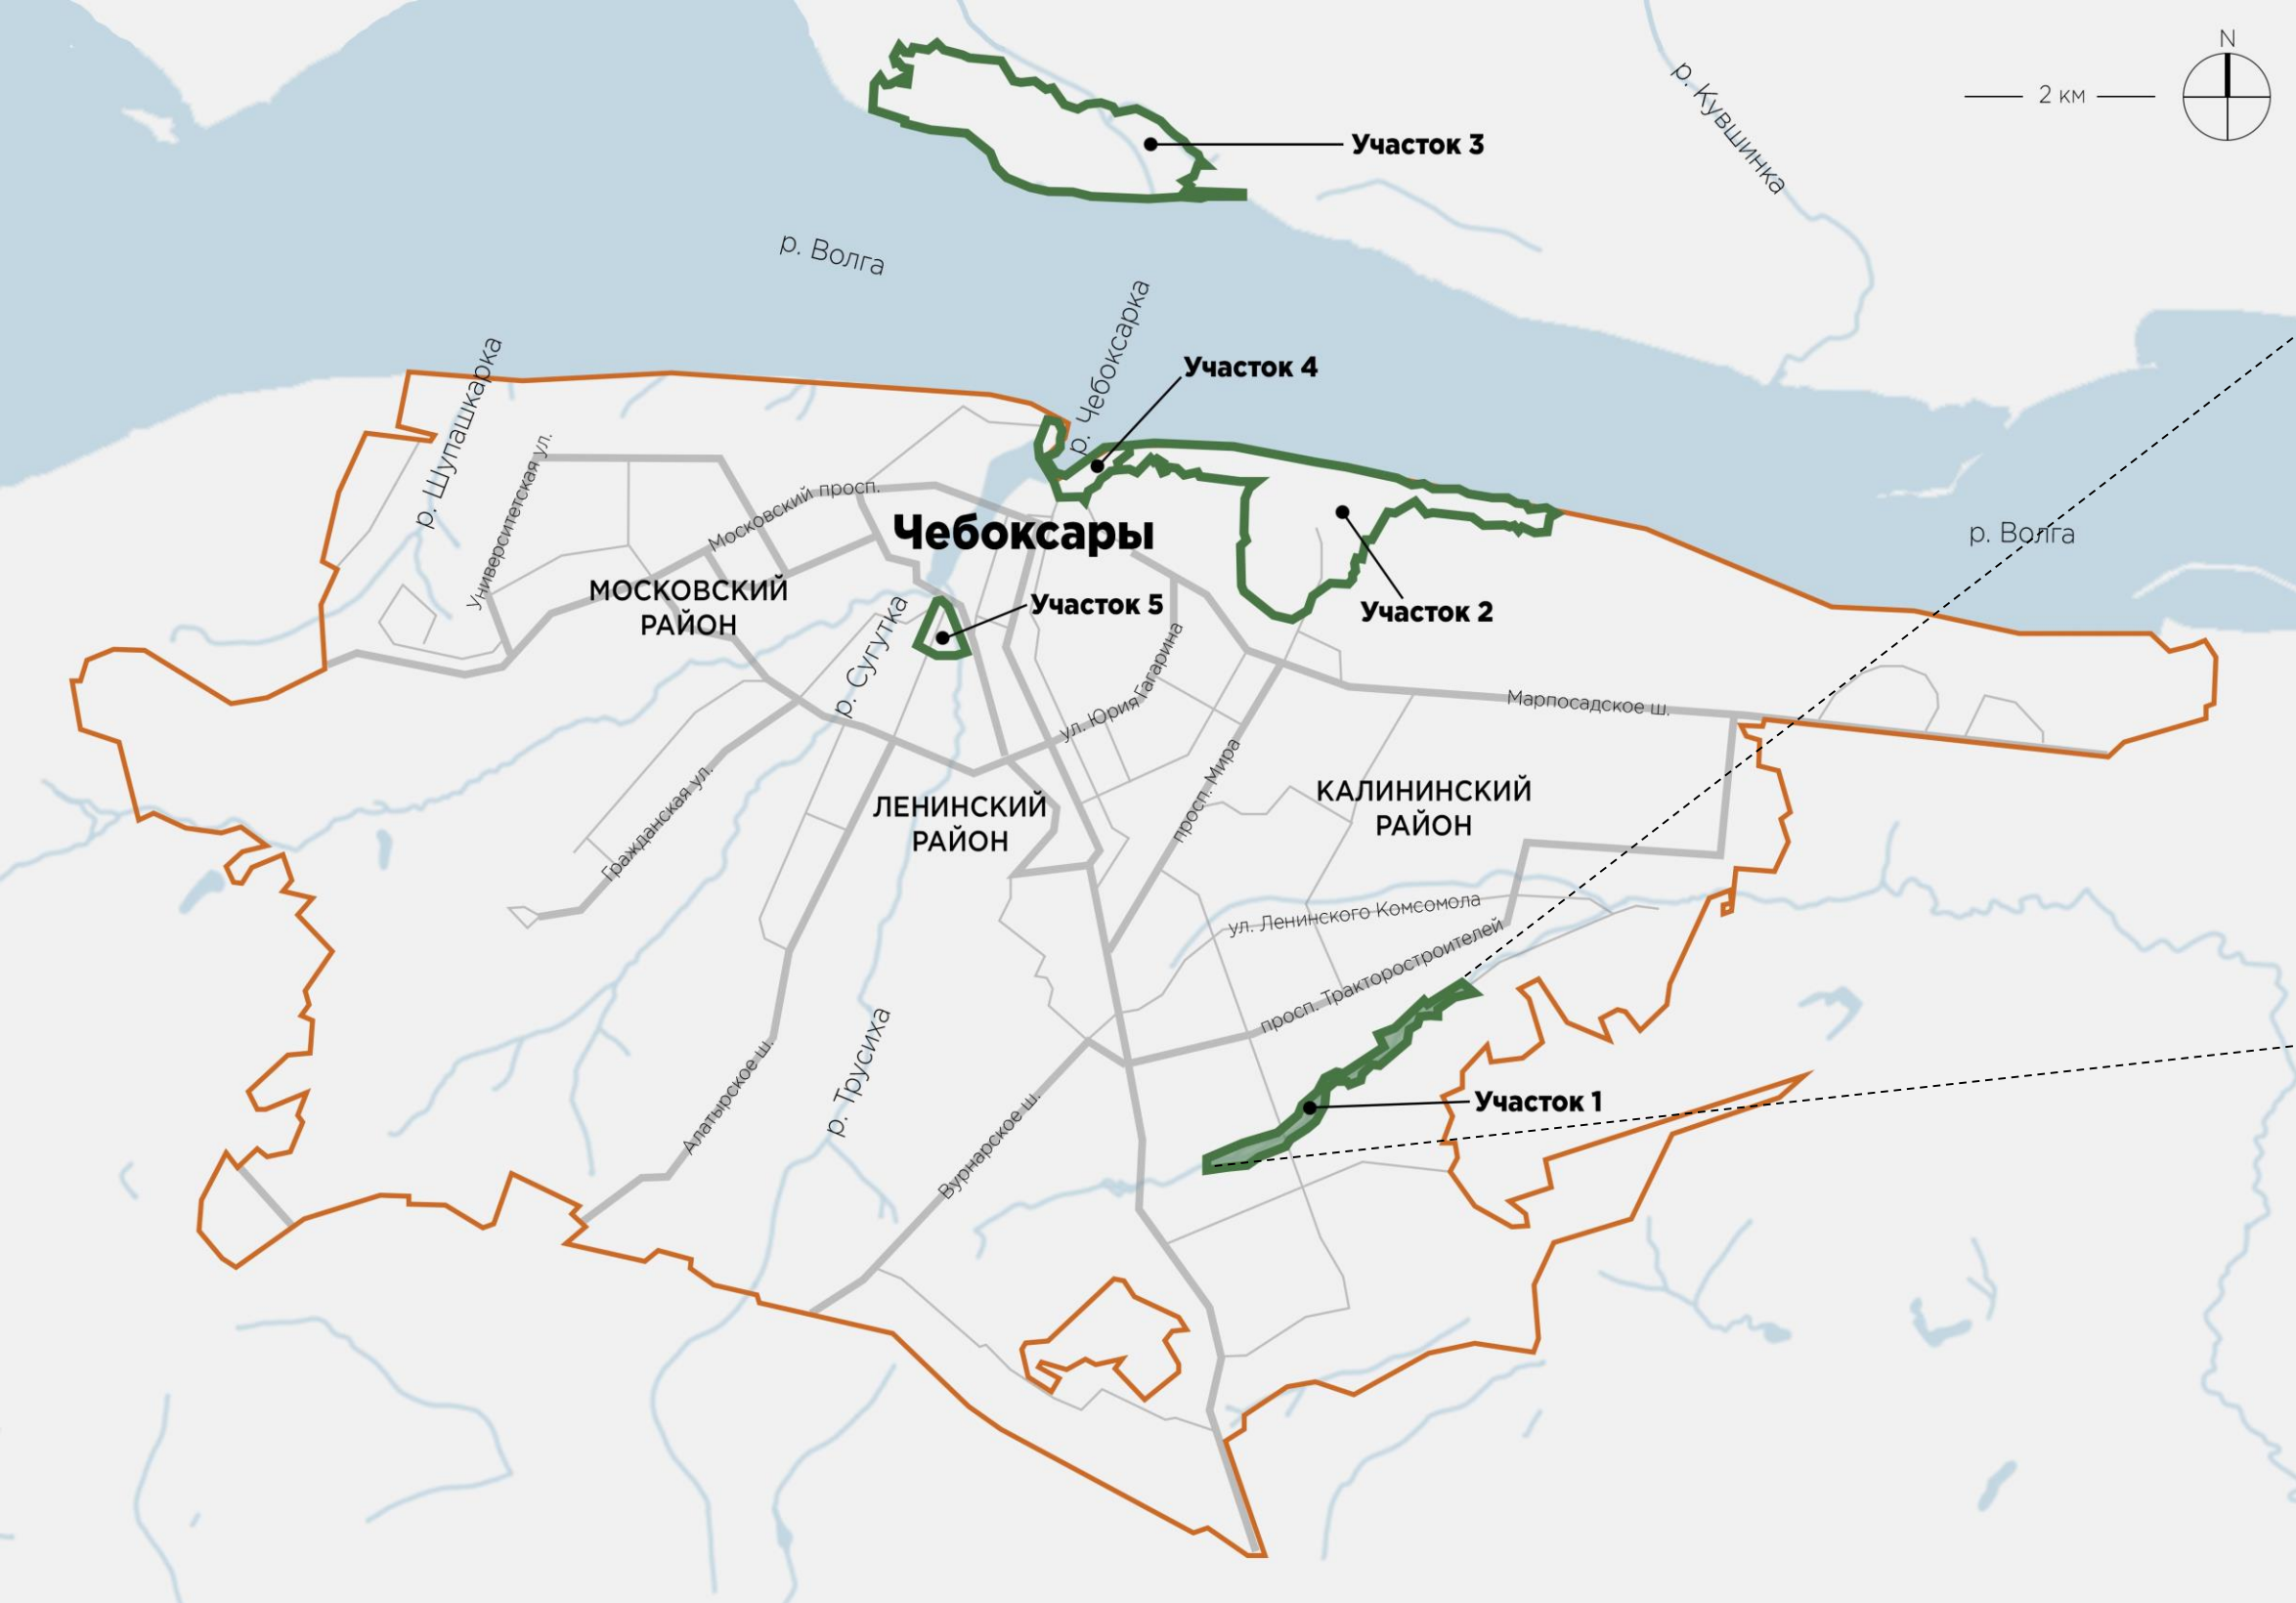 N
2 км
р. Кувшинка
Участок 3
р. Волга
р. Чебоксарка
р. Шупашкарка
Участок 4
Университетская ул.
Московский просп.
Чебоксары
р. Волга
МОСКОВСКИЙ
РАЙОН
р. Сугутка
Участок 5
Участок 2
ул. Юрия Гагарина
Марпосадское ш.
просп. Мира
Гражданская ул.
ЛЕНИНСКИЙ
РАЙОН
КАЛИНИНСКИЙ
РАЙОН
ул. Ленинского Комсомола
просп. Тракторостроителей
Алатырское ш.
р. Трусиха
Вурнарское ш.
Участок 1